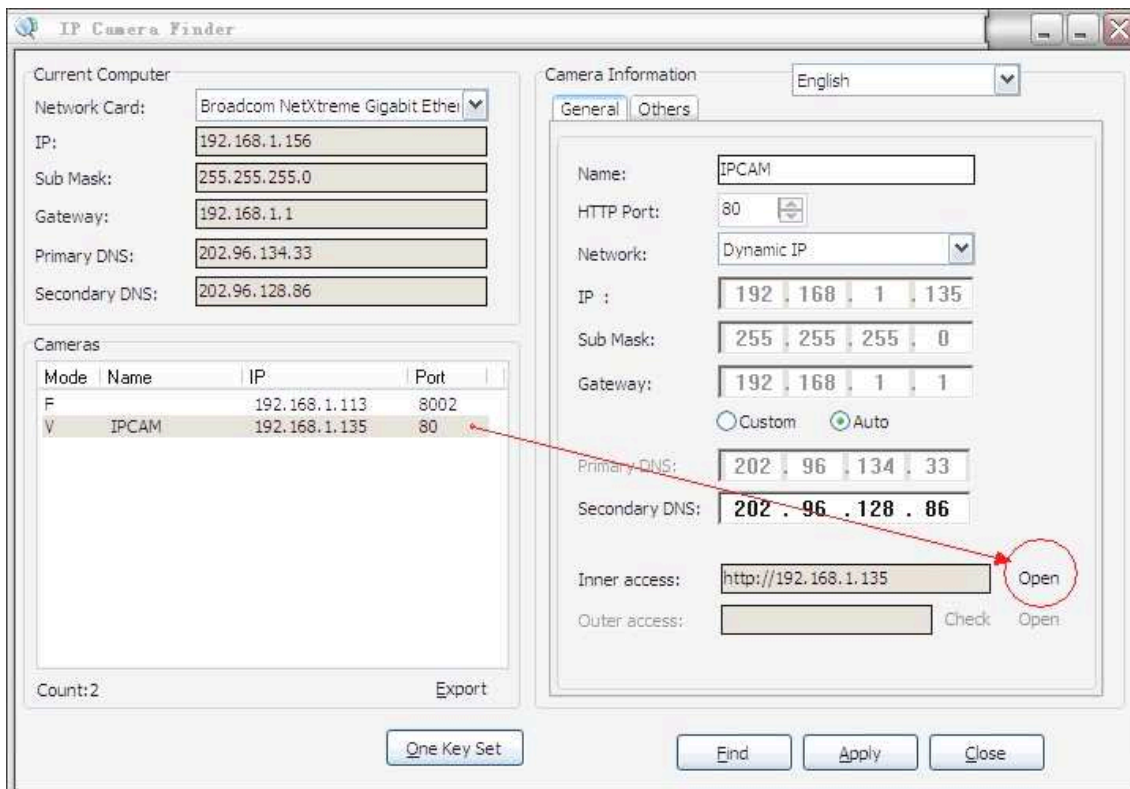 IP Camera Finder
Current Computer
Network Card: Broadcom NetXtreme Gigabit Ether
IP: 192.168.1.156
Sub Mask: 255.255.255.0
Gateway: 192.168.1.1
Primary DNS: 202.96.134.33
Secondary DNS: 202.96.128.86
Cameras
Mode Name IP Port
F 192.168.1.113 8002
V IPCAM 192.168.1.135 80
Count:2 Export
One Key Set
Camera Information English
General Others
Name: IPCAM
HTTP Port: 80
Network: Dynamic IP
IP : 192 . 168 . 1 . 135
Sub Mask: 255 . 255 . 255 . 0
Gateway: 192 . 168 . 1 . 1
Custom Auto
Primary DNS: 202 . 96 . 134 . 33
Secondary DNS: 202 . 96 . 128 . 86
Inner access: http://192.168.1.135 Open
Outer access: Check Open
Find Apply Close